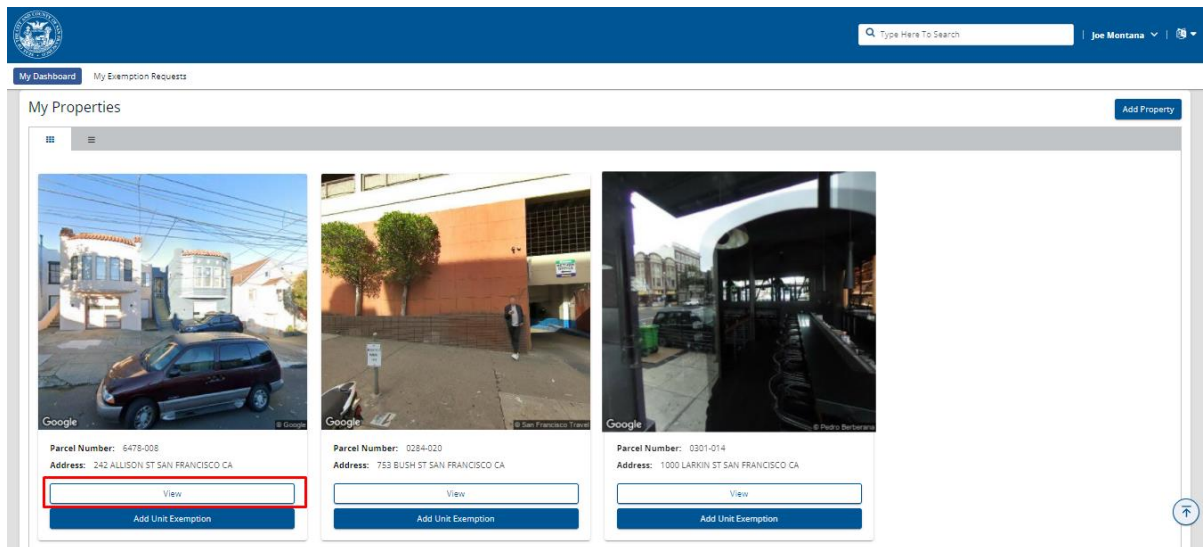 Type Here To Search
Joe Montana
My Dashboard
My Exemption Requests
My Properties
Add Property
Google
© Google
Google
© San Francisco Travel
Google
© Pedro Berberana
Parcel Number: 6478-008
Address: 242 ALLISON ST SAN FRANCISCO CA
View
Add Unit Exemption
Parcel Number: 0284-020
Address: 753 BUSH ST SAN FRANCISCO CA
View
Add Unit Exemption
Parcel Number: 0301-014
Address: 1000 LARKIN ST SAN FRANCISCO CA
View
Add Unit Exemption